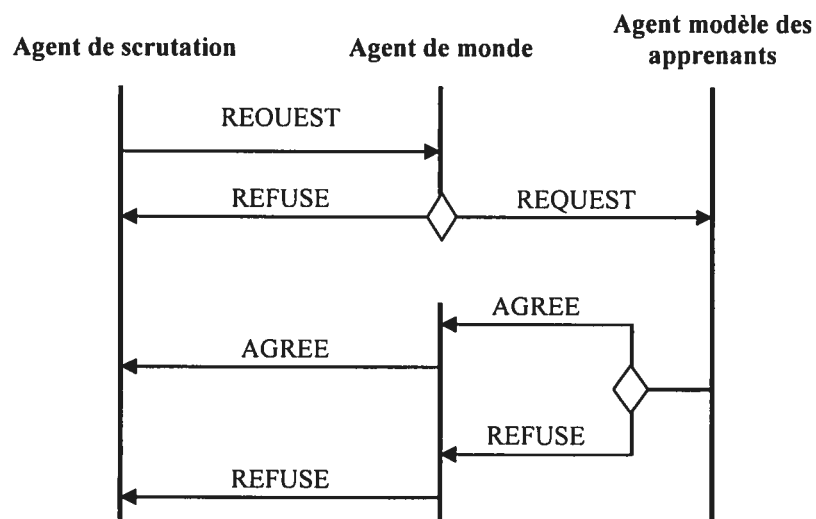 Agent de scrutation
Agent de monde
Agent modèle des
apprenants
REOUEST
REFUSE
REQUEST
AGREE
AGREE
REFUSE
REFUSE